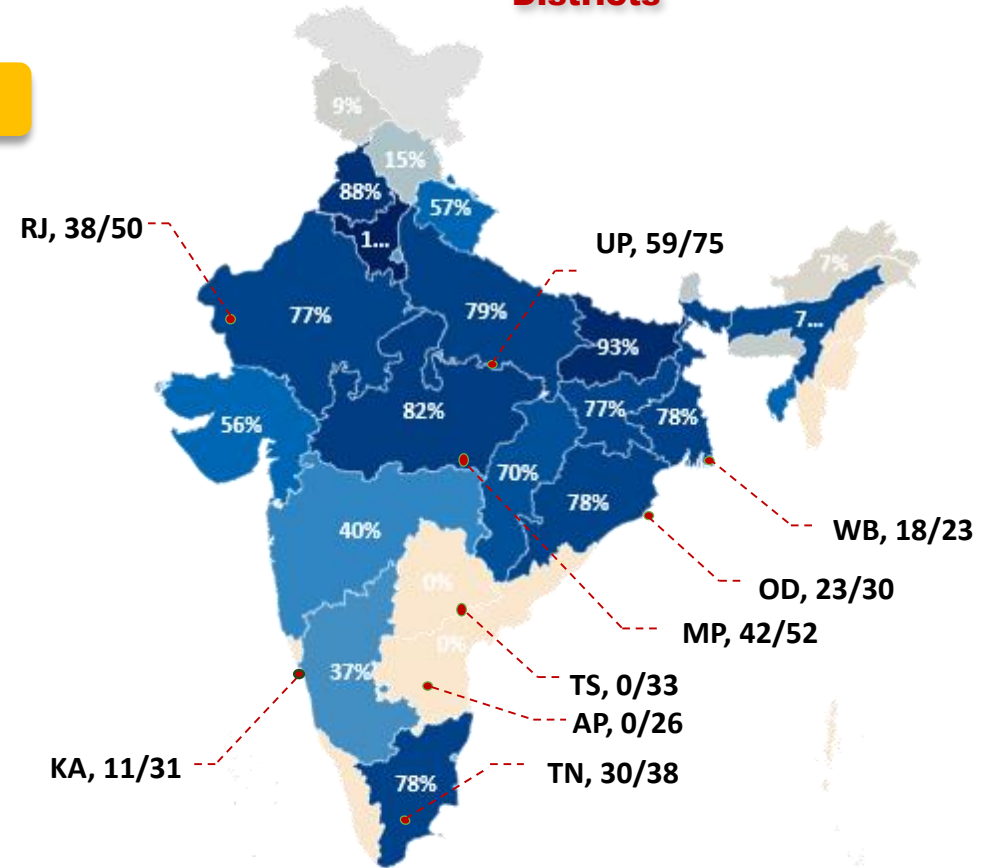 Districts
9%
15%
88%
57%
RJ, 38/50
1...
UP, 59/75
7%
77%
79%
7...
93%
82%
77%
78%
56%
70%
78%
40%
WB, 18/23
0%
OD, 23/30
MP, 42/52
0%
37%
TS, 0/33
AP, 0/26
KA, 11/31
TN, 30/38
78%